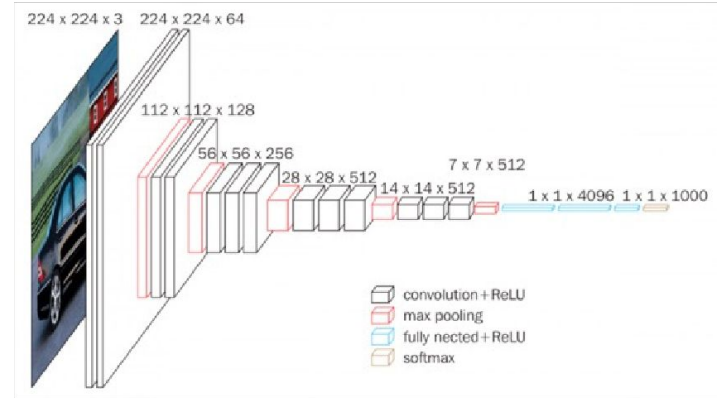 224 x 224 x 3
224 x 224 x 64
112 x 112 x 128
56 x 56 x 256
28 x 28 x 512
14 x 14 x 512
7 x 7 x 512
1 x 1 x 4096
1 x 1 x 1000
convolution+ReLU
max pooling
fully nected+ReLU
softmax